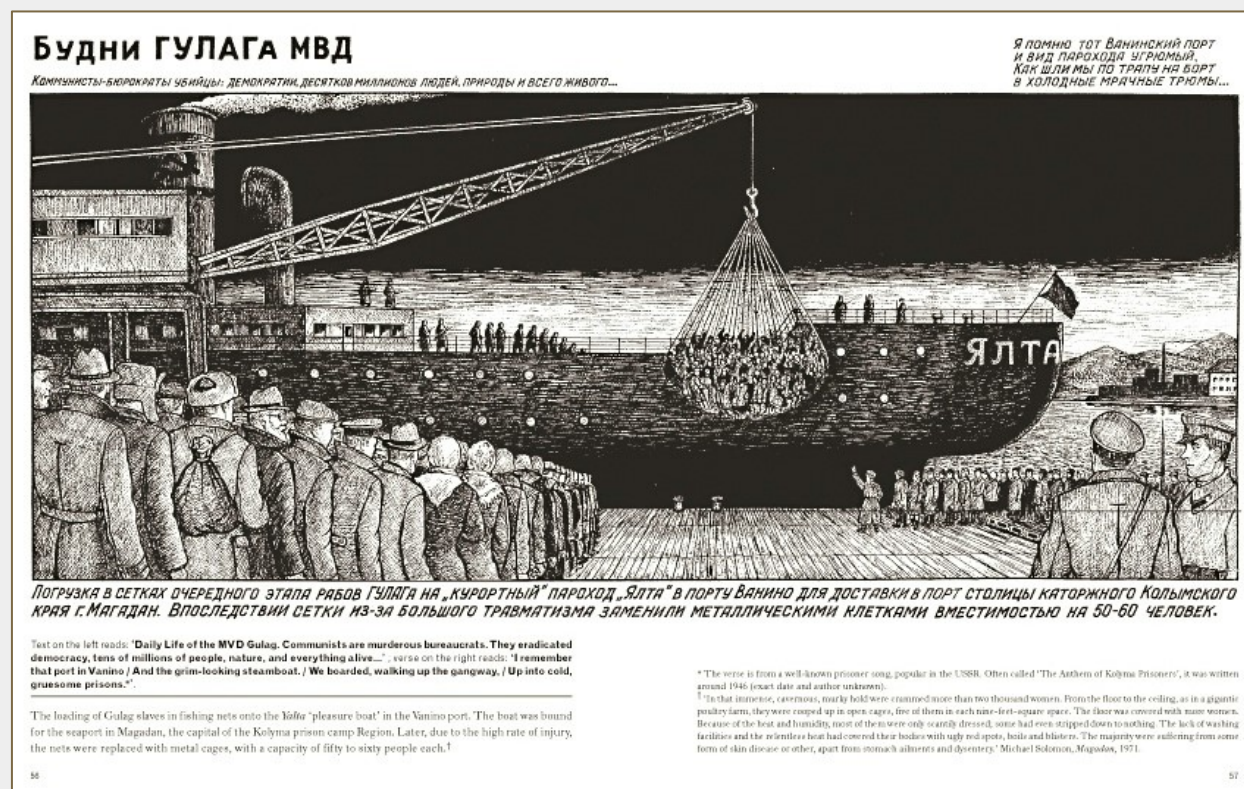 Будни ГУЛАГа МВД
Коммунисты-бюрократы убийцы: демократии, десятков миллионов людей, природы и всего живого...
Я помню тот Ванинский порт
и вид парохода угрюмый,
Как шли мы по трапу на борт
в холодные мрачные трюмы...
ЯЛТА
Погрузка в сетках очередного этапа рабов ГУЛАГа на „курортный" пароход „Ялта" в порту Ванино для доставки в порт столицы каторжного Колымского
края г. Магадан. Впоследствии сетки из-за большого травматизма заменили металлическими клетками вместимостью на 50-60 человек.
Text on the left reads: 'Daily Life of the MVD Gulag. Communists are murderous bureaucrats. They eradicated
democracy, tens of millions of people, nature, and everything alive...' ; verse on the right reads: 'I remember
that port in Vanino / And the grim-looking steamboat. / We boarded, walking up the gangway, / Up into cold,
gruesome prisons.*'.
The loading of Gulag slaves in fishing nets onto the Yalta 'pleasure boat' in the Vanino port. The boat was bound
for the seaport in Magadan, the capital of the Kolyma prison camp Region. Later, due to the high rate of injury,
the nets were replaced with metal cages, with a capacity of fifty to sixty people each.†
* The verse is from a well-known prisoner song, popular in the USSR. Often called 'The Anthem of Kolyma Prisoners', it was written
around 1946 (exact date and author unknown).
† 'In that immense, cavernous, murky hold were crammed more than two thousand women. From the floor to the ceiling, as in a gigantic
poultry farm, they were cooped up in open cages, five of them in each nine-feet-square space. The floor was covered with more women.
Because of the heat and humidity, most of them were only scantily dressed; some had even stripped down to nothing. The lack of washing
facilities and the relentless heat had covered their bodies with ugly red spots, boils and blisters. The majority were suffering from some
form of skin disease or other, apart from stomach ailments and dysentery.' Michael Solomon, Magadan, 1971.
56
57